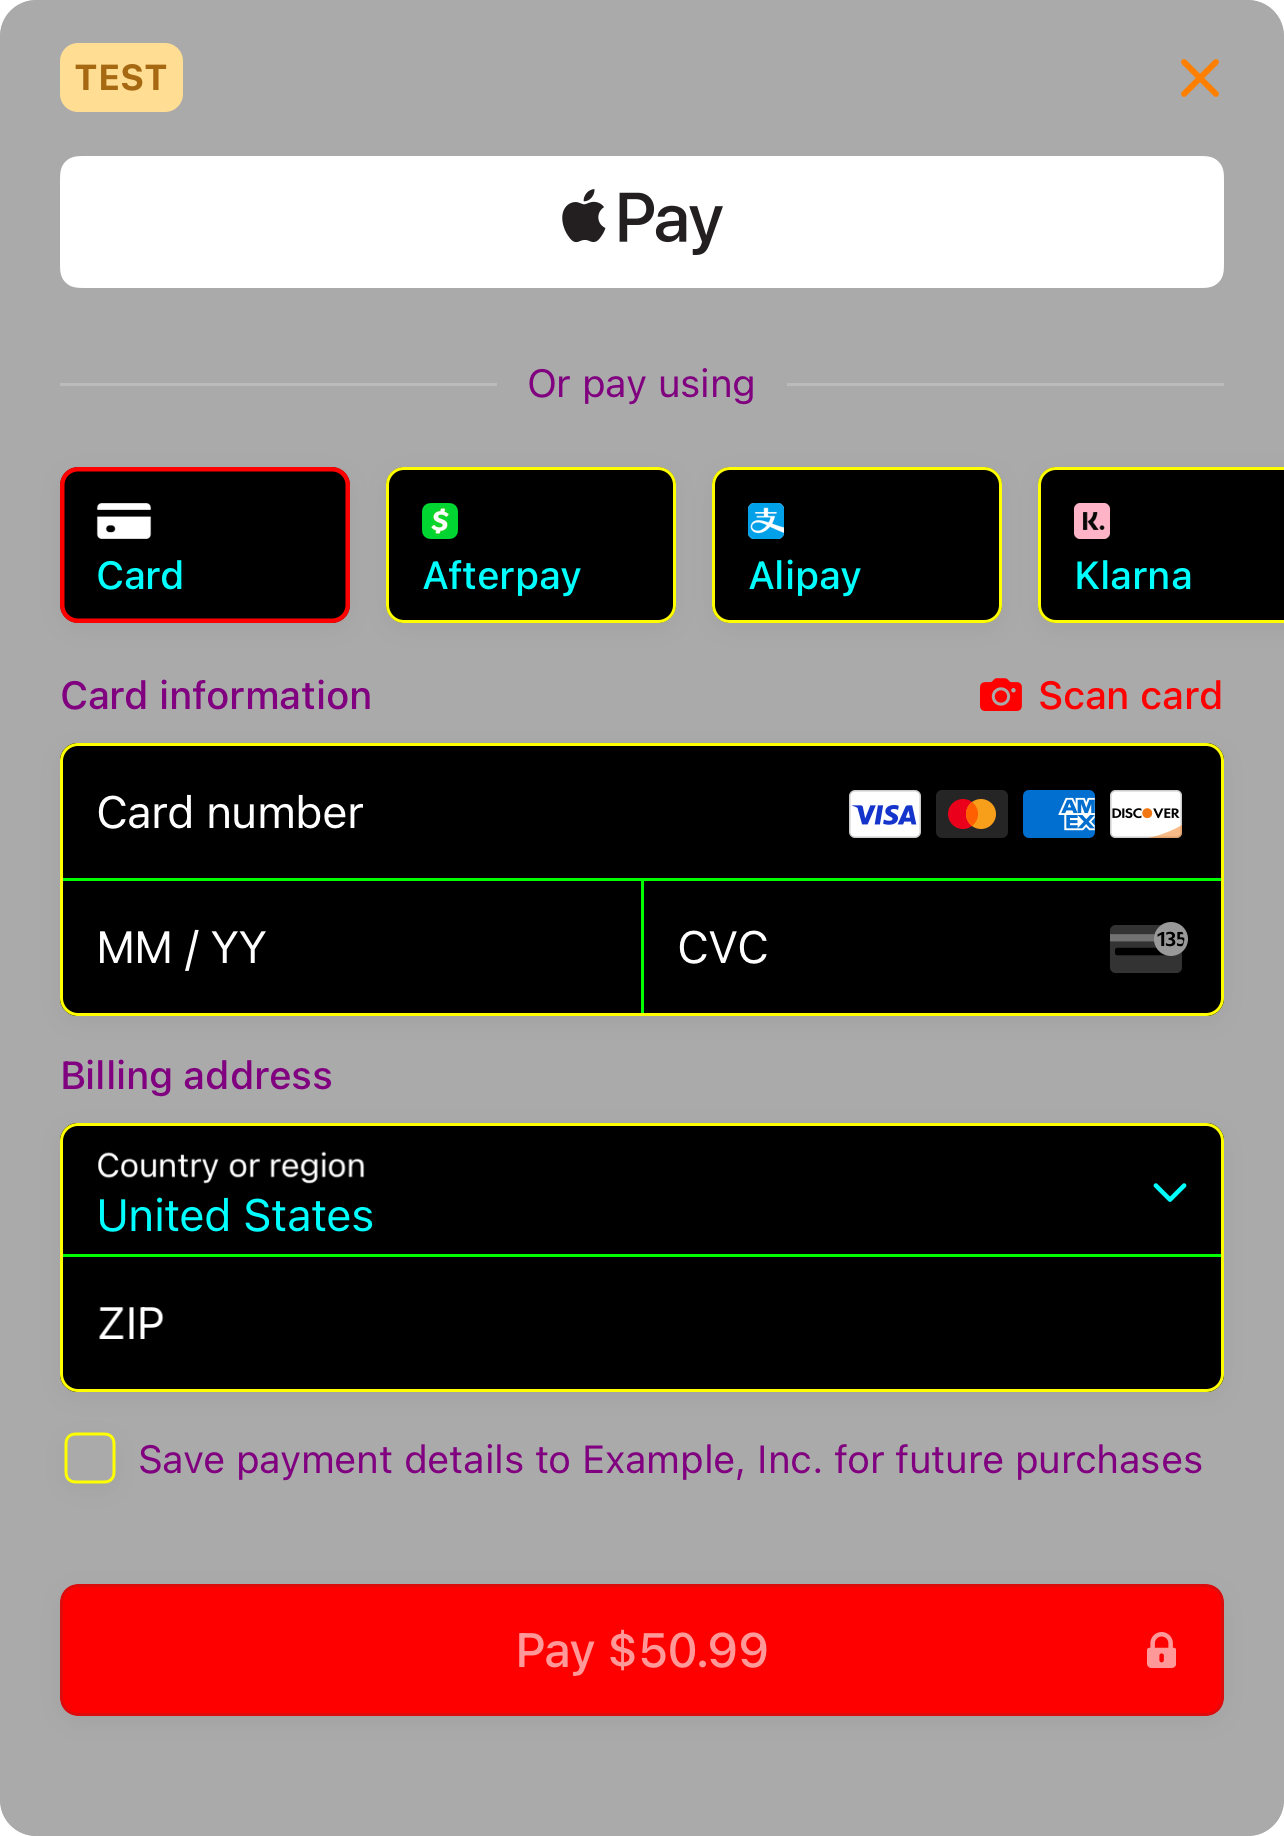 TEST
Pay
Or pay using
Card
Afterpay
Alipay
Klarna
Card information
Scan card
Card number
VISA
AM
EX
DISCOVER
MM / YY
CVC
135
Billing address
Country or region
United States
ZIP
Save payment details to Example, Inc. for future purchases
Pay $50.99